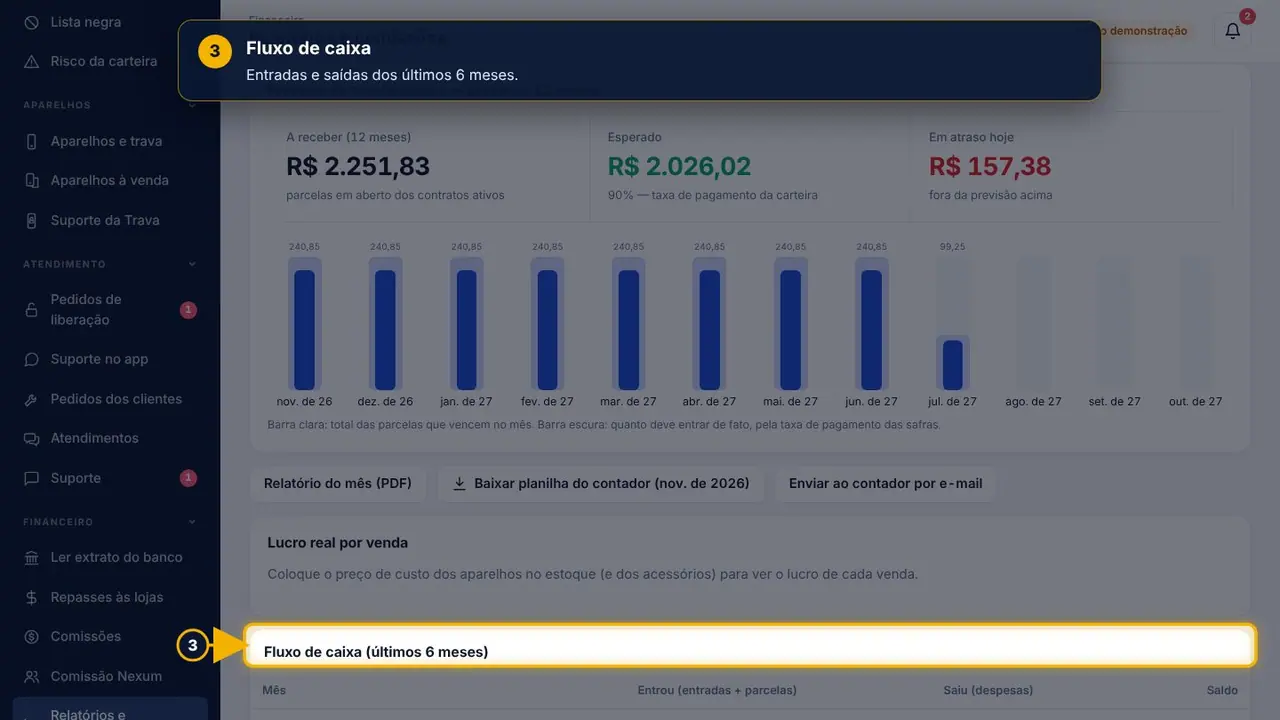 Lista negra
Risco da carteira
APARELHOS
Aparelhos e trava
Aparelhos à venda
Suporte da Trava
ATENDIMENTO
Pedidos de
liberação
1
Suporte no app
Pedidos dos clientes
Atendimentos
Suporte
1
FINANCEIRO
Ler extrato do banco
Repasses às lojas
Comissões
Comissão Nexum
Relatórios e
3
Fluxo de caixa
Entradas e saídas dos últimos 6 meses.
demonstração
2
A receber (12 meses)
R$ 2.251,83
parcelas em aberto dos contratos ativos
Esperado
R$ 2.026,02
90% — taxa de pagamento da carteira
Em atraso hoje
R$ 157,38
fora da previsão acima
240,85 240,85 240,85 240,85 240,85 240,85 240,85 240,85 99,25
nov. de 26 dez. de 26 jan. de 27 fev. de 27 mar. de 27 abr. de 27 mai. de 27 jun. de 27 jul. de 27 ago. de 27 set. de 27 out. de 27
Barra clara: total das parcelas que vencem no mês. Barra escura: quanto deve entrar de fato, pela taxa de pagamento das safras.
Relatório do mês (PDF)
Baixar planilha do contador (nov. de 2026)
Enviar ao contador por e-mail
Lucro real por venda
Coloque o preço de custo dos aparelhos no estoque (e dos acessórios) para ver o lucro de cada venda.
3
Fluxo de caixa (últimos 6 meses)
Mês Entrou (entradas + parcelas) Saiu (despesas) Saldo